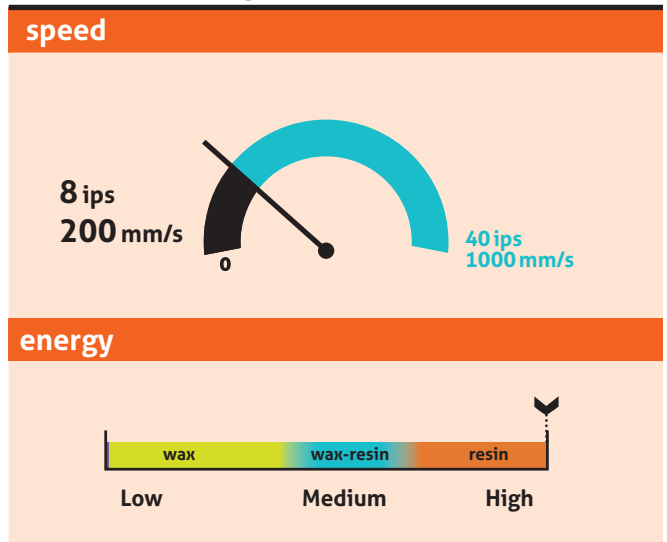 speed
8 ips
200 mm/s
0
40 ips
1000 mm/s
energy
wax wax-resin resin
Low Medium High